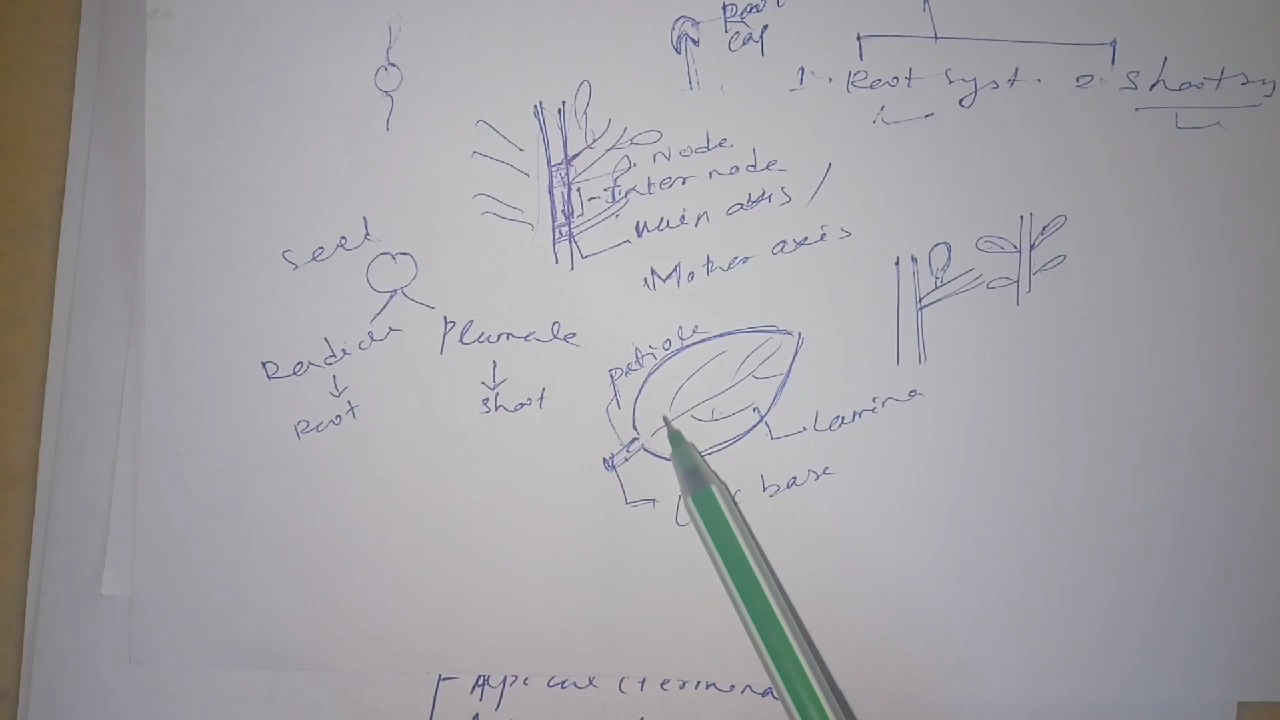 Root
cap
1. Root Syst. 2. Shoot Sy
Node
Inter node
Main axis /
Mother axis
Seed
Radicle
Plumule
Root
Shoot
petiole
Lamina
base
Apical (termina